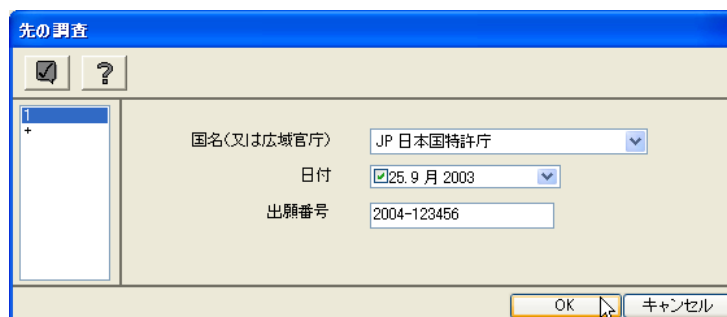 先の調査
?
1
+
国名(又は広域官庁) JP 日本国特許庁
日付 25. 9 月 2003
出願番号 2004-123456
OK キャンセル